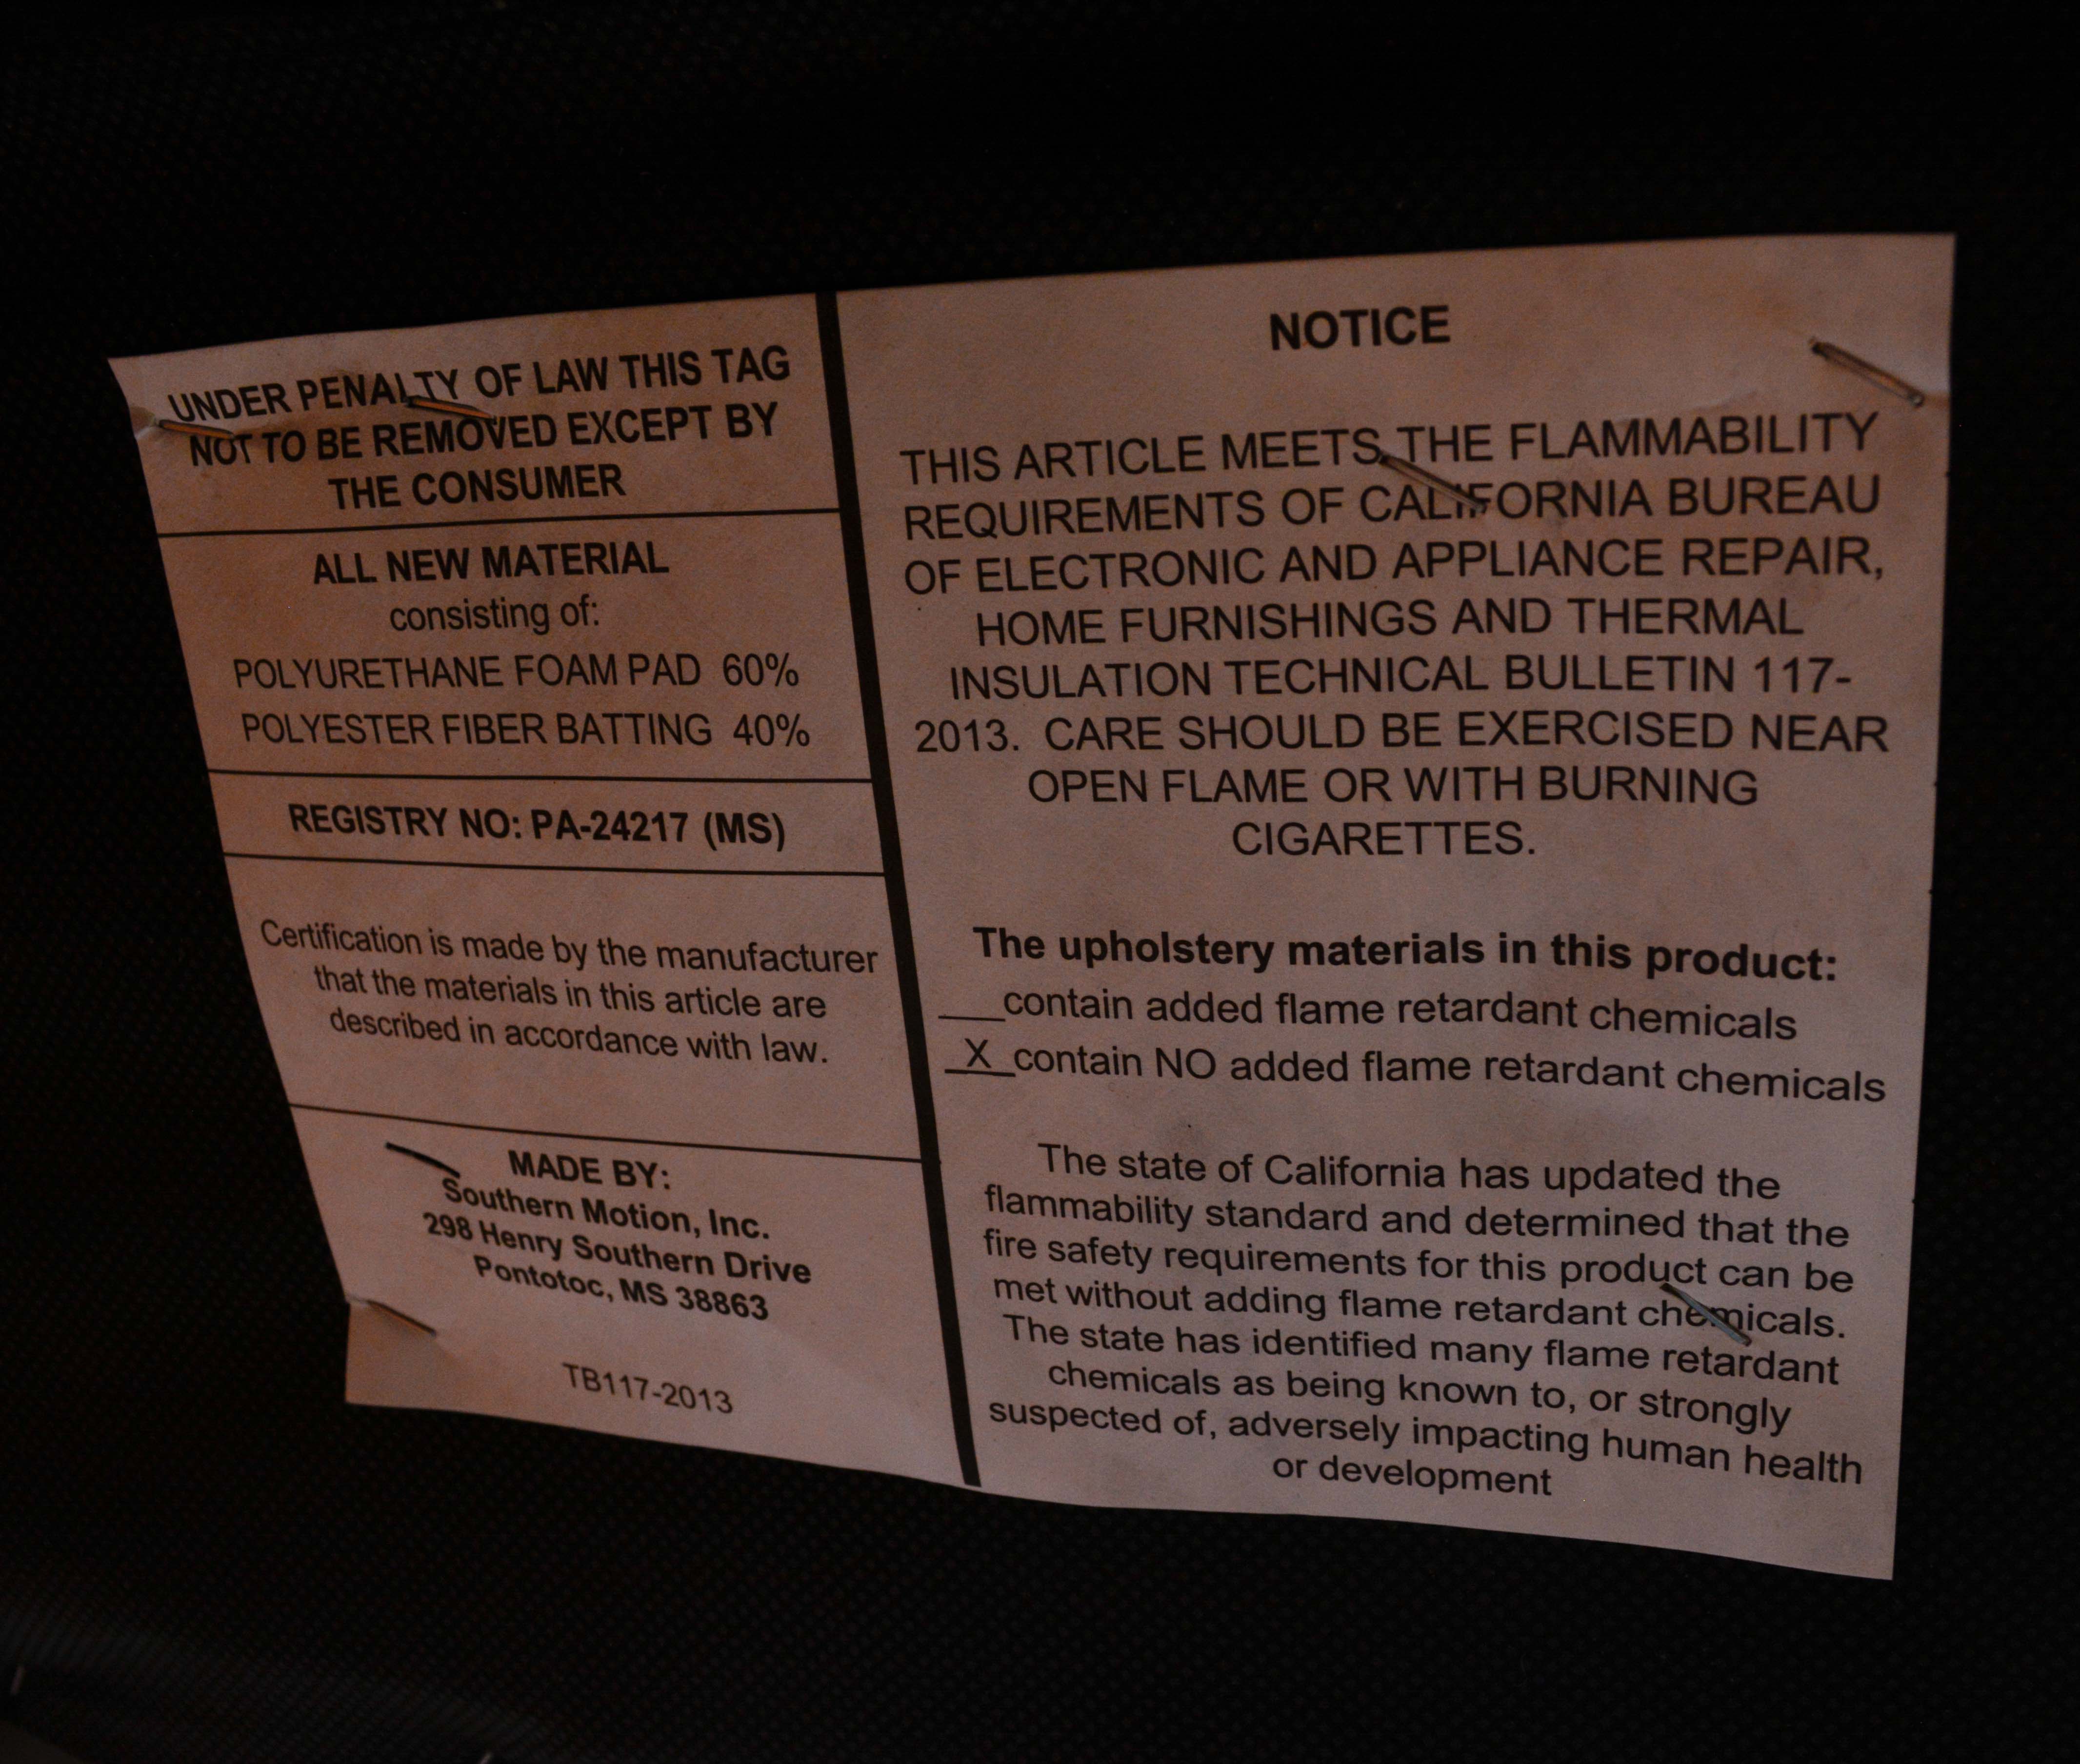 UNDER PENALTY OF LAW THIS TAG
NOT TO BE REMOVED EXCEPT BY
THE CONSUMER
ALL NEW MATERIAL
consisting of:
POLYURETHANE FOAM PAD 60%
POLYESTER FIBER BATTING 40%
REGISTRY NO: PA-24217 (MS)
Certification is made by the manufacturer
that the materials in this article are
described in accordance with law.
MADE BY:
Southern Motion, Inc.
298 Henry Southern Drive
Pontotoc, MS 38863
TB117-2013
NOTICE
THIS ARTICLE MEETS THE FLAMMABILITY
REQUIREMENTS OF CALIFORNIA BUREAU
OF ELECTRONIC AND APPLIANCE REPAIR,
HOME FURNISHINGS AND THERMAL
INSULATION TECHNICAL BULLETIN 117-
2013. CARE SHOULD BE EXERCISED NEAR
OPEN FLAME OR WITH BURNING
CIGARETTES.
The upholstery materials in this product:
___contain added flame retardant chemicals
_X_contain NO added flame retardant chemicals
The state of California has updated the
flammability standard and determined that the
fire safety requirements for this product can be
met without adding flame retardant chemicals.
The state has identified many flame retardant
chemicals as being known to, or strongly
suspected of, adversely impacting human health
or development